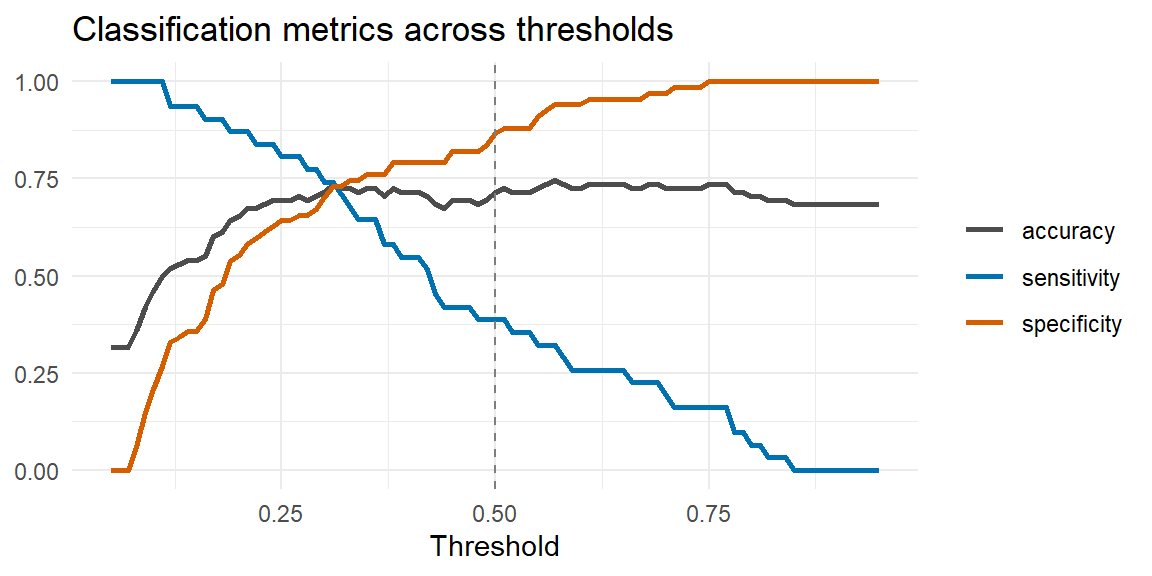 Classification metrics across thresholds
1.00
0.75
0.50
0.25
0.00
0.25 0.50 0.75
Threshold
accuracy
sensitivity
specificity